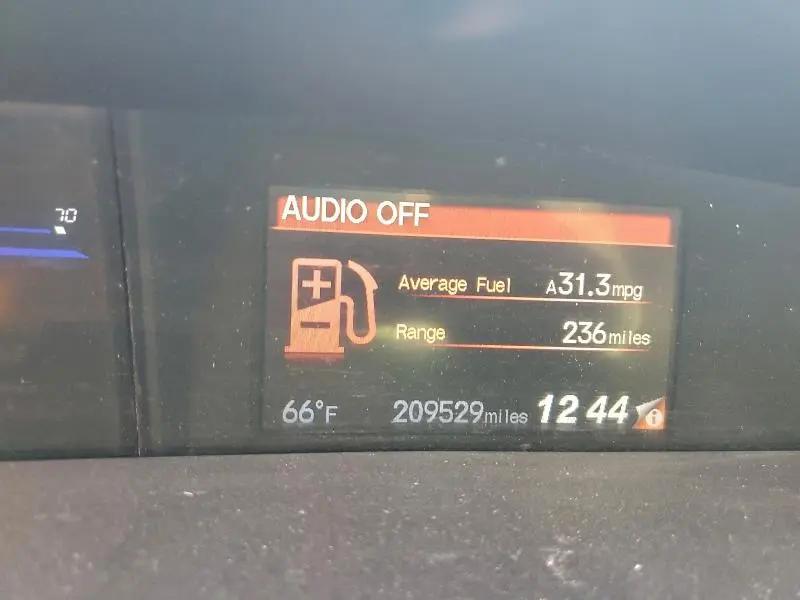 70
AUDIO OFF
Average Fuel A31.3mpg
Range 236miles
66°F 209529miles 12 44